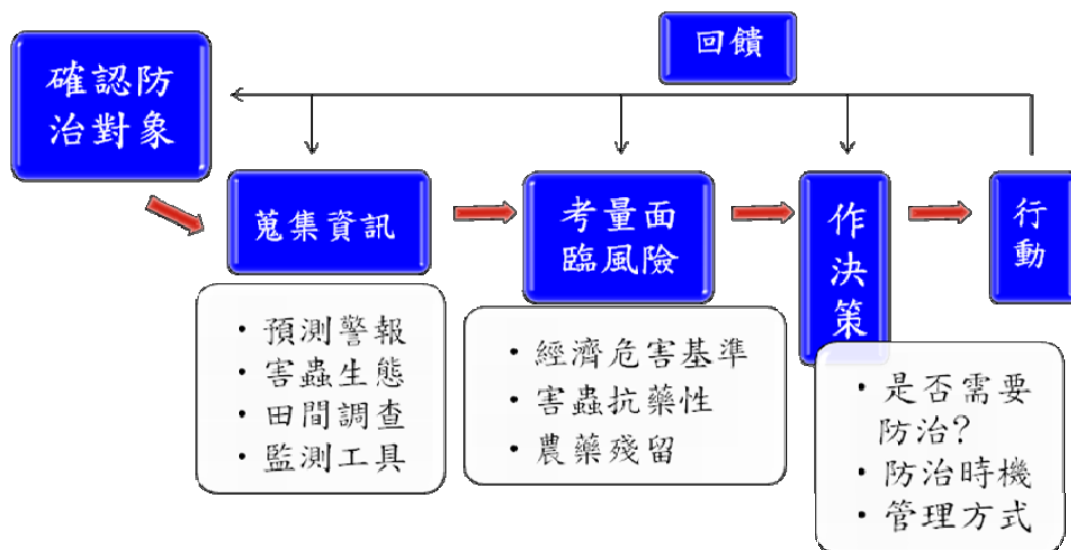 回饋
確認防
治對象
蒐集資訊
考量面
臨風險
作
決
策
行
動
・預測警報
・害蟲生態
・田間調查
・監測工具
・經濟危害基準
・害蟲抗藥性
・農藥殘留
・是否需要
防治?
・防治時機
・管理方式